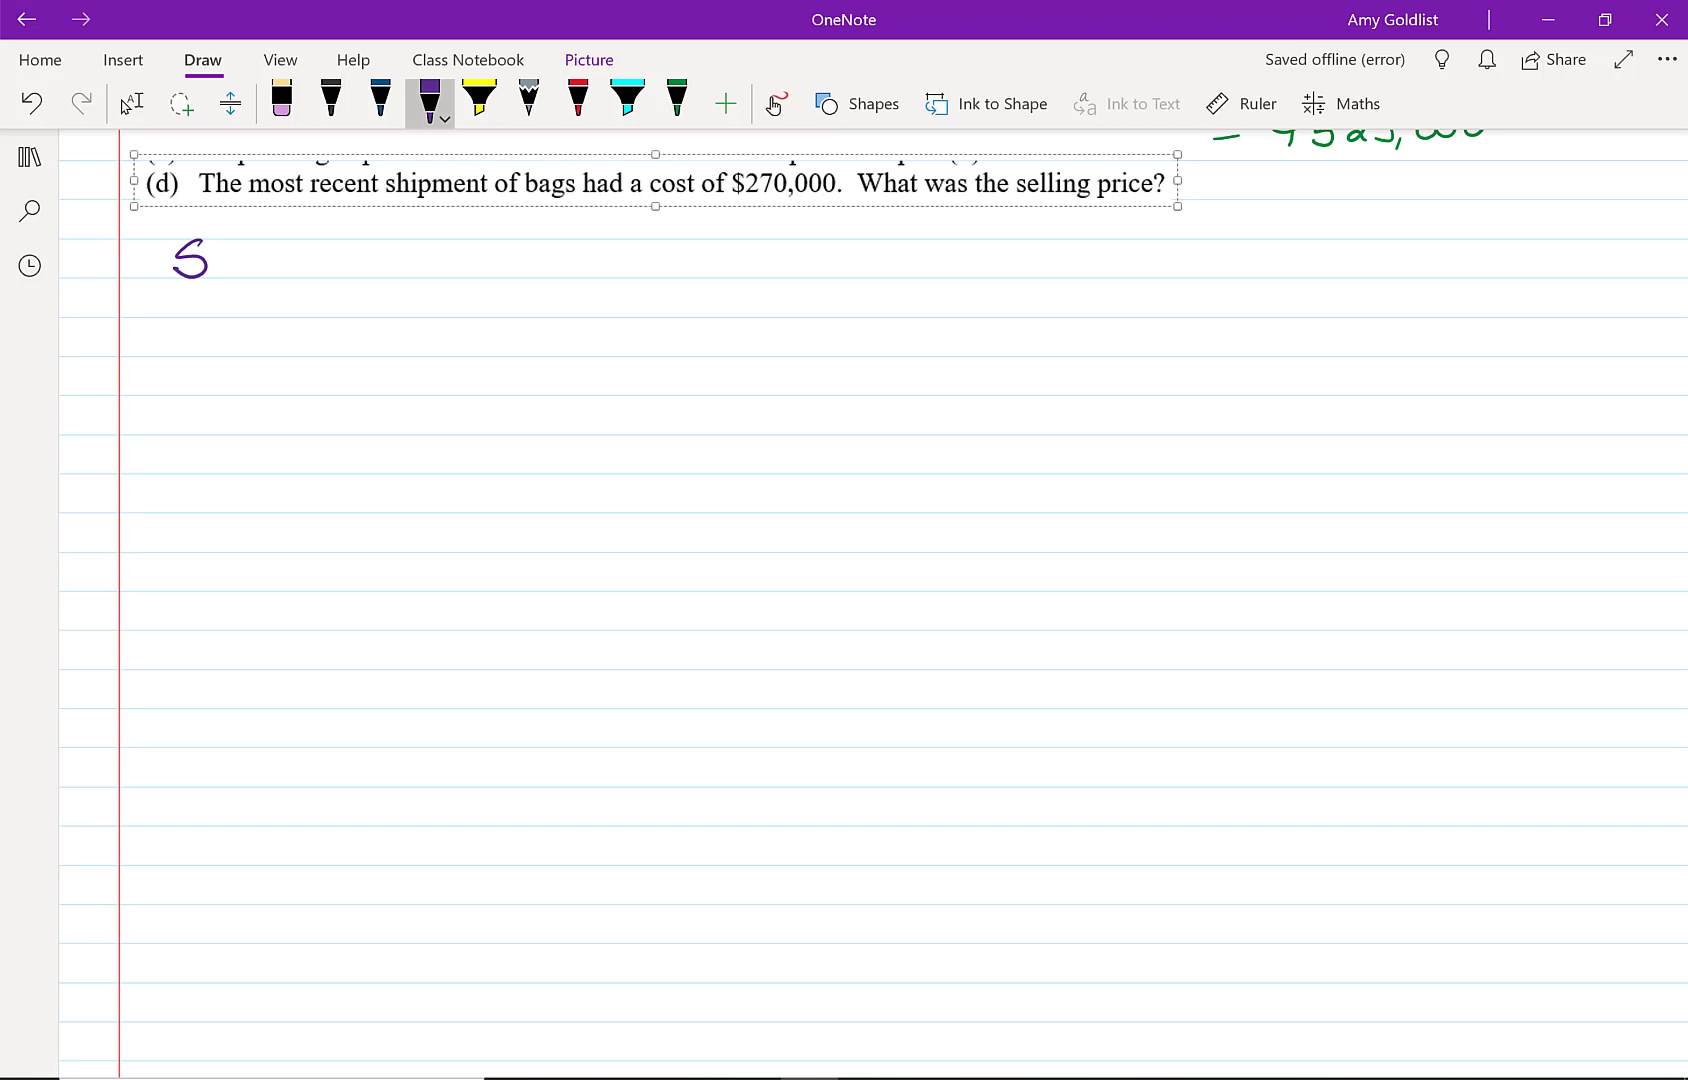 OneNote
Amy Goldlist
Home Insert Draw View Help Class Notebook Picture
Saved offline (error) Share
Shapes Ink to Shape Ink to Text Ruler Maths
(d) The most recent shipment of bags had a cost of $270,000. What was the selling price?
S